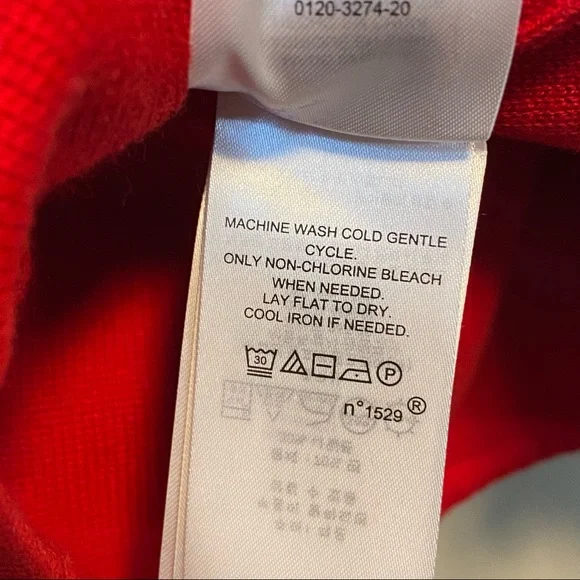 0120-3274-20
MACHINE WASH COLD GENTLE
CYCLE.
ONLY NON-CHLORINE BLEACH
WHEN NEEDED.
LAY FLAT TO DRY.
COOL IRON IF NEEDED.
30 P
n°1529®